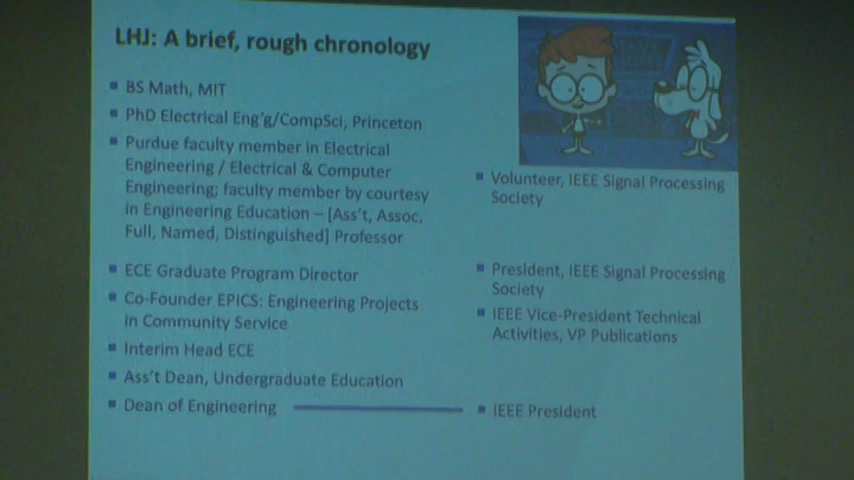 LHJ: A brief, rough chronology
BS Math, MIT
PhD Electrical Eng'g/CompSci, Princeton
Purdue faculty member in Electrical
Engineering / Electrical & Computer
Engineering; faculty member by courtesy
in Engineering Education – [Ass't, Assoc,
Full, Named, Distinguished] Professor
ECE Graduate Program Director
Co-Founder EPICS: Engineering Projects
in Community Service
Interim Head ECE
Ass't Dean, Undergraduate Education
Dean of Engineering
Volunteer, IEEE Signal Processing
Society
President, IEEE Signal Processing
Society
IEEE Vice-President Technical
Activities, VP Publications
IEEE President